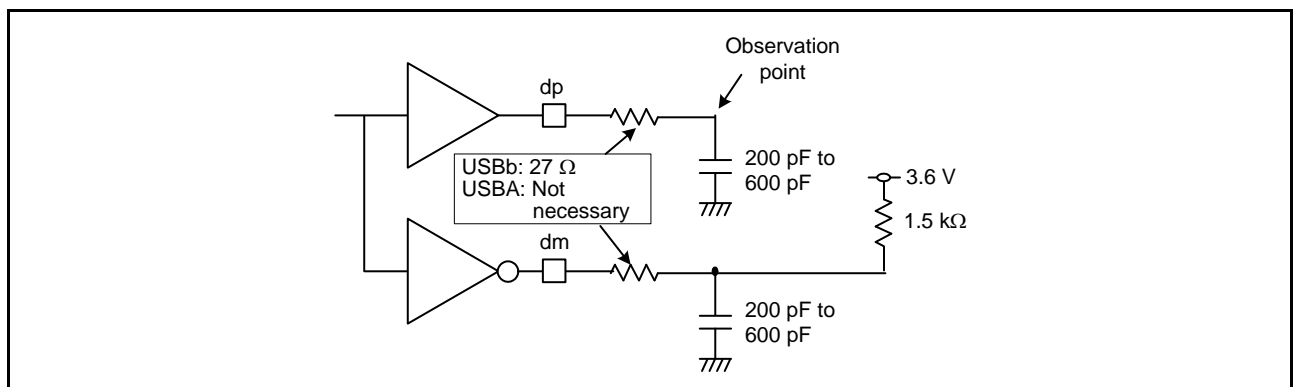 Observation
point
dp
200 pF to
600 pF
USBb: 27 Ω
USBA: Not
necessary
3.6 V
1.5 kΩ
dm
200 pF to
600 pF